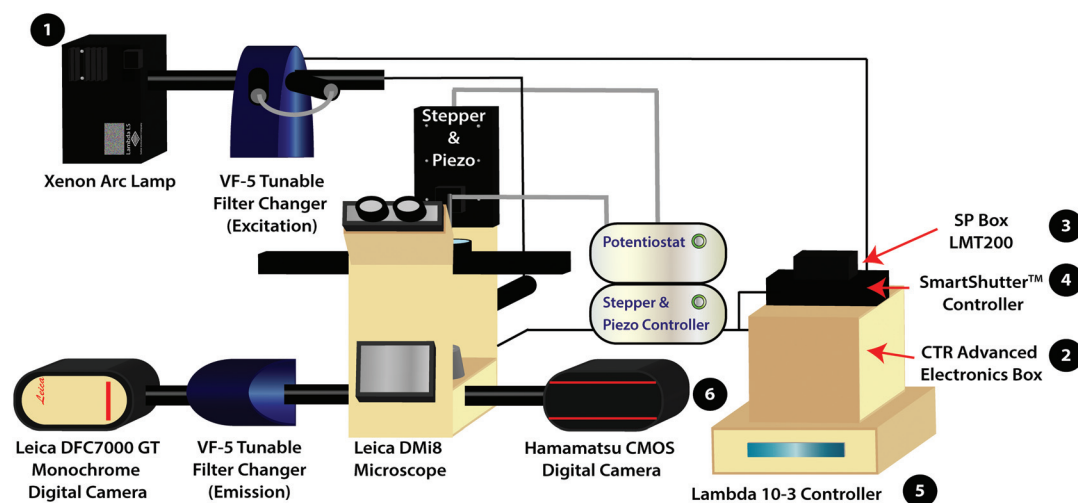 1
Lambda LS
Xenon Arc Lamp
VF-5 Tunable
Filter Changer
(Excitation)
Stepper
&
Piezo
Potentiostat
Stepper &
Piezo Controller
SP Box
LMT200
3
SmartShutter™
Controller
4
CTR Advanced
Electronics Box
2
Leica
Leica DFC7000 GT
Monochrome
Digital Camera
VF-5 Tunable
Filter Changer
(Emission)
Leica DMi8
Microscope
Hamamatsu CMOS
Digital Camera
6
Lambda 10-3 Controller
5